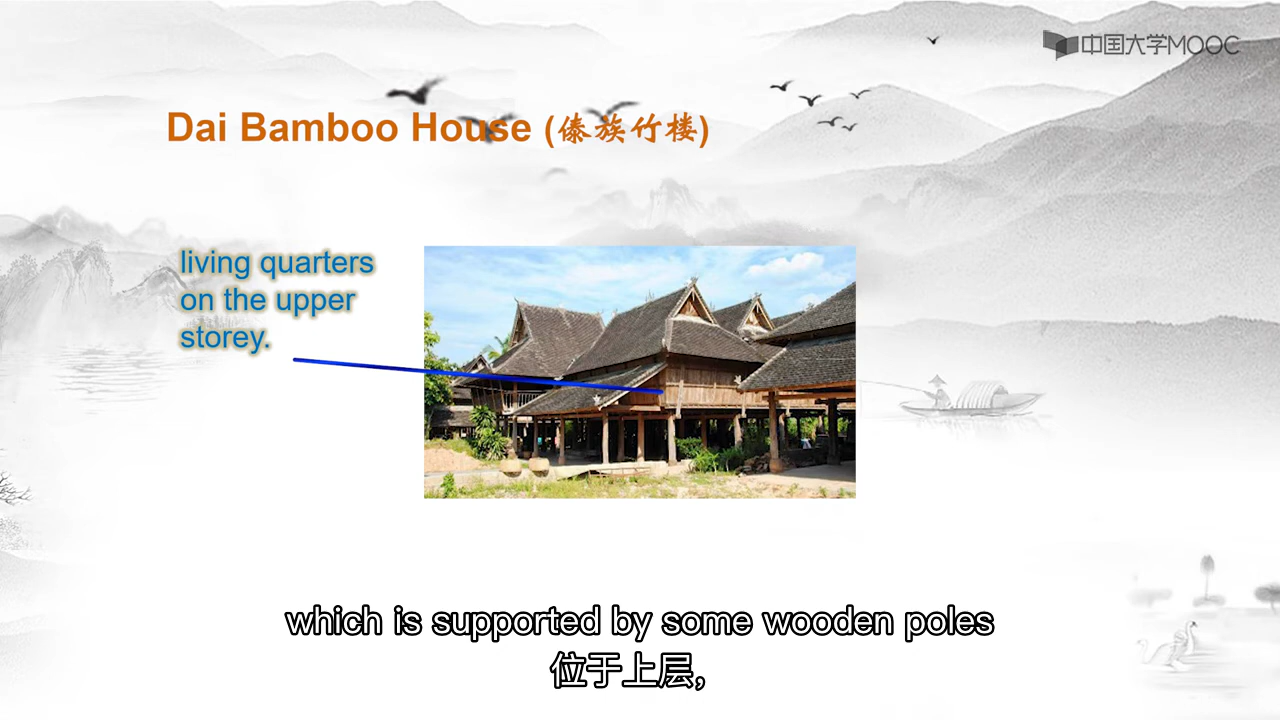 中国大学MOOC
Dai Bamboo House (傣族竹楼)
living quarters
on the upper
storey.
which is supported by some wooden poles
位于上层,